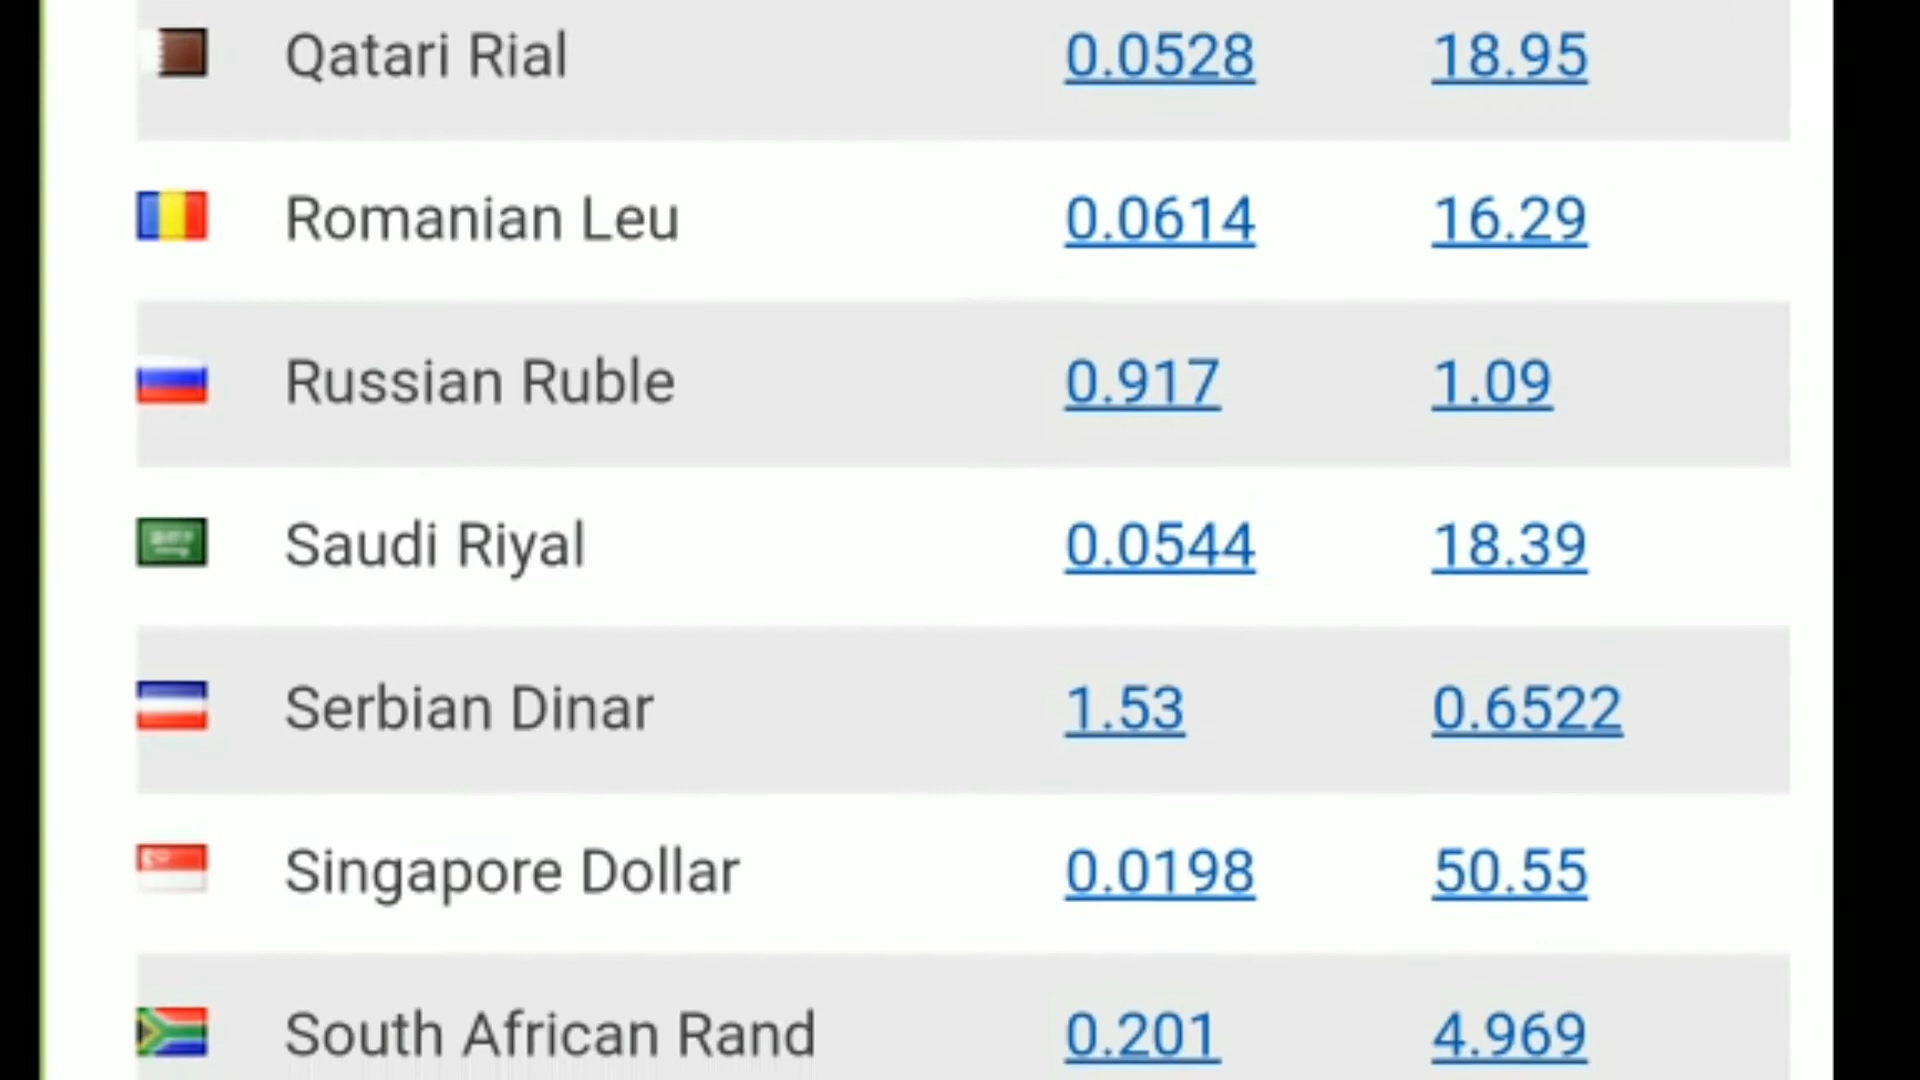 Qatari Rial 0.0528 18.95
Romanian Leu 0.0614 16.29
Russian Ruble 0.917 1.09
Saudi Riyal 0.0544 18.39
Serbian Dinar 1.53 0.6522
Singapore Dollar 0.0198 50.55
South African Rand 0.201 4.969